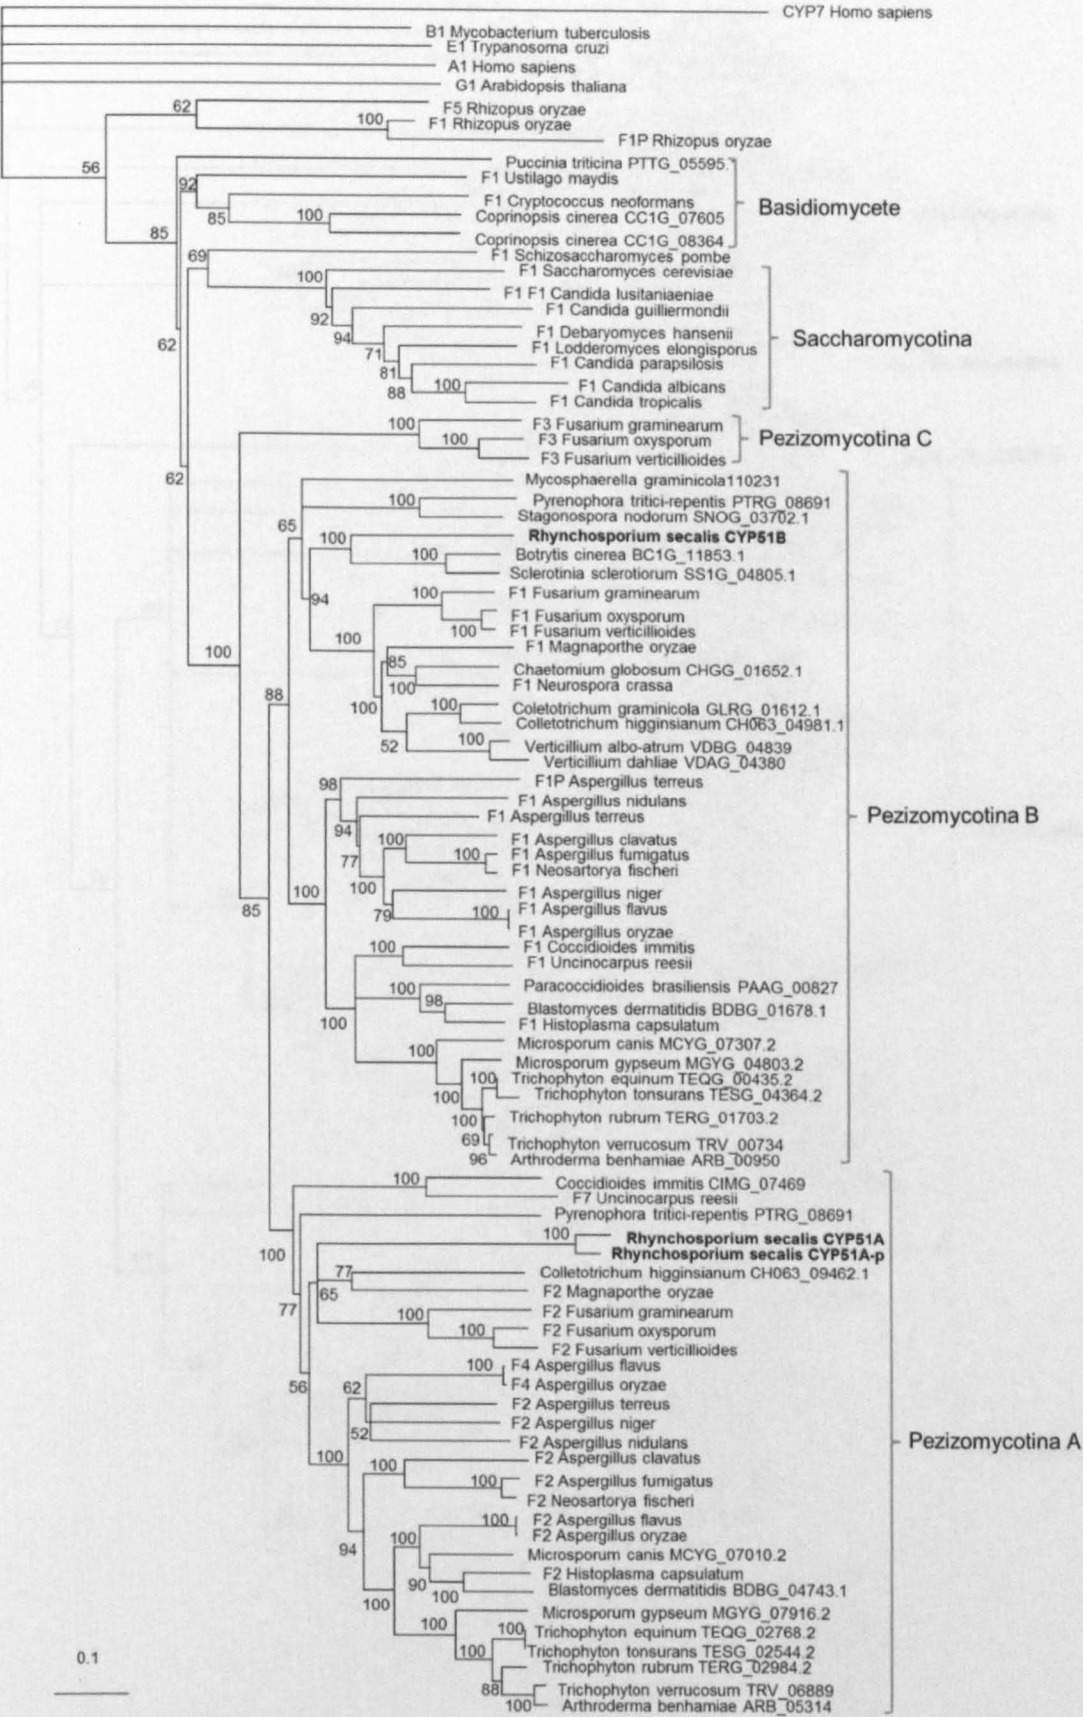 CYP7 Homo sapiens
B1 Mycobacterium tuberculosis
E1 Trypanosoma cruzi
A1 Homo sapiens
G1 Arabidopsis thaliana
62
F5 Rhizopus oryzae
100
F1 Rhizopus oryzae
F1P Rhizopus oryzae
56
Puccinia triticina PTTG_05595.
92
F1 Ustilago maydis
F1 Cryptococcus neoformans
Basidiomycete
85
100
Coprinopsis cinerea CC1G_07605
85
Coprinopsis cinerea CC1G_08364
69
F1 Schizosaccharomyces pombe
100
F1 Saccharomyces cerevisiae
F1 F1 Candida lusitaniaeniae
F1 Candida guilliermondii
92
F1 Debaryomyces hansenii
94
Saccharomycotina
62
F1 Lodderomyces elongisporus
71
F1 Candida parapsilosis
81
100
F1 Candida albicans
88
F1 Candida tropicalis
100
F3 Fusarium graminearum
100
F3 Fusarium oxysporum
Pezizomycotina C
F3 Fusarium verticillioides
62
Mycosphaerella graminicola110231
100
Pyrenophora tritici-repentis PTRG_08691
Stagonospora nodorum SNOG_03702.1
65
100
Rhynchosporium secalis CYP51B
100
Botrytis cinerea BC1G_11853.1
Sclerotinia sclerotiorum SS1G_04805.1
94
100
F1 Fusarium graminearum
F1 Fusarium oxysporum
100
F1 Fusarium verticillioides
100
F1 Magnaporthe oryzae
100
85
Chaetomium globosum CHGG_01652.1
100
F1 Neurospora crassa
88
100
100
Coletotrichum graminicola GLRG_01612.1
Colletotrichum higginsianum CH063_04981.1
52
100
Verticillium albo-atrum VDBG_04839
Verticillium dahliae VDAG_04380
98
F1P Aspergillus terreus
F1 Aspergillus nidulans
F1 Aspergillus terreus
Pezizomycotina B
94
100
F1 Aspergillus clavatus
77
100
F1 Aspergillus fumigatus
F1 Neosartorya fischeri
100
100
F1 Aspergillus niger
85
79
100
F1 Aspergillus flavus
F1 Aspergillus oryzae
100
F1 Coccidioides immitis
F1 Uncinocarpus reesii
100
Paracoccidioides brasiliensis PAAG_00827
98
Blastomyces dermatitidis BDBG_01678.1
100
F1 Histoplasma capsulatum
100
Microsporum canis MCYG_07307.2
Microsporum gypseum MGYG_04803.2
100
Trichophyton equinum TEQG_00435.2
100
Trichophyton tonsurans TESG_04364.2
100
Trichophyton rubrum TERG_01703.2
69
Trichophyton verrucosum TRV_00734
96
Arthroderma benhamiae ARB_00950
100
Coccidioides immitis CIMG_07469
F7 Uncinocarpus reesii
Pyrenophora tritici-repentis PTRG_08691
100
Rhynchosporium secalis CYP51A
100
Rhynchosporium secalis CYP51A-p
77
Colletotrichum higginsianum CH063_09462.1
65
F2 Magnaporthe oryzae
77
100
F2 Fusarium graminearum
100
F2 Fusarium oxysporum
F2 Fusarium verticillioides
100
F4 Aspergillus flavus
56
62
F4 Aspergillus oryzae
F2 Aspergillus terreus
F2 Aspergillus niger
52
F2 Aspergillus nidulans
Pezizomycotina A
100
F2 Aspergillus clavatus
100
100
F2 Aspergillus fumigatus
F2 Neosartorya fischeri
100
F2 Aspergillus flavus
100
F2 Aspergillus oryzae
94
Microsporum canis MCYG_07010.2
F2 Histoplasma capsulatum
90
100
Blastomyces dermatitidis BDBG_04743.1
100
Microsporum gypseum MGYG_07916.2
100
100
Trichophyton equinum TEQG_02768.2
100
Trichophyton tonsurans TESG_02544.2
0.1
Trichophyton rubrum TERG_02984.2
88
Trichophyton verrucosum TRV_06889
100
Arthroderma benhamiae ARB_05314